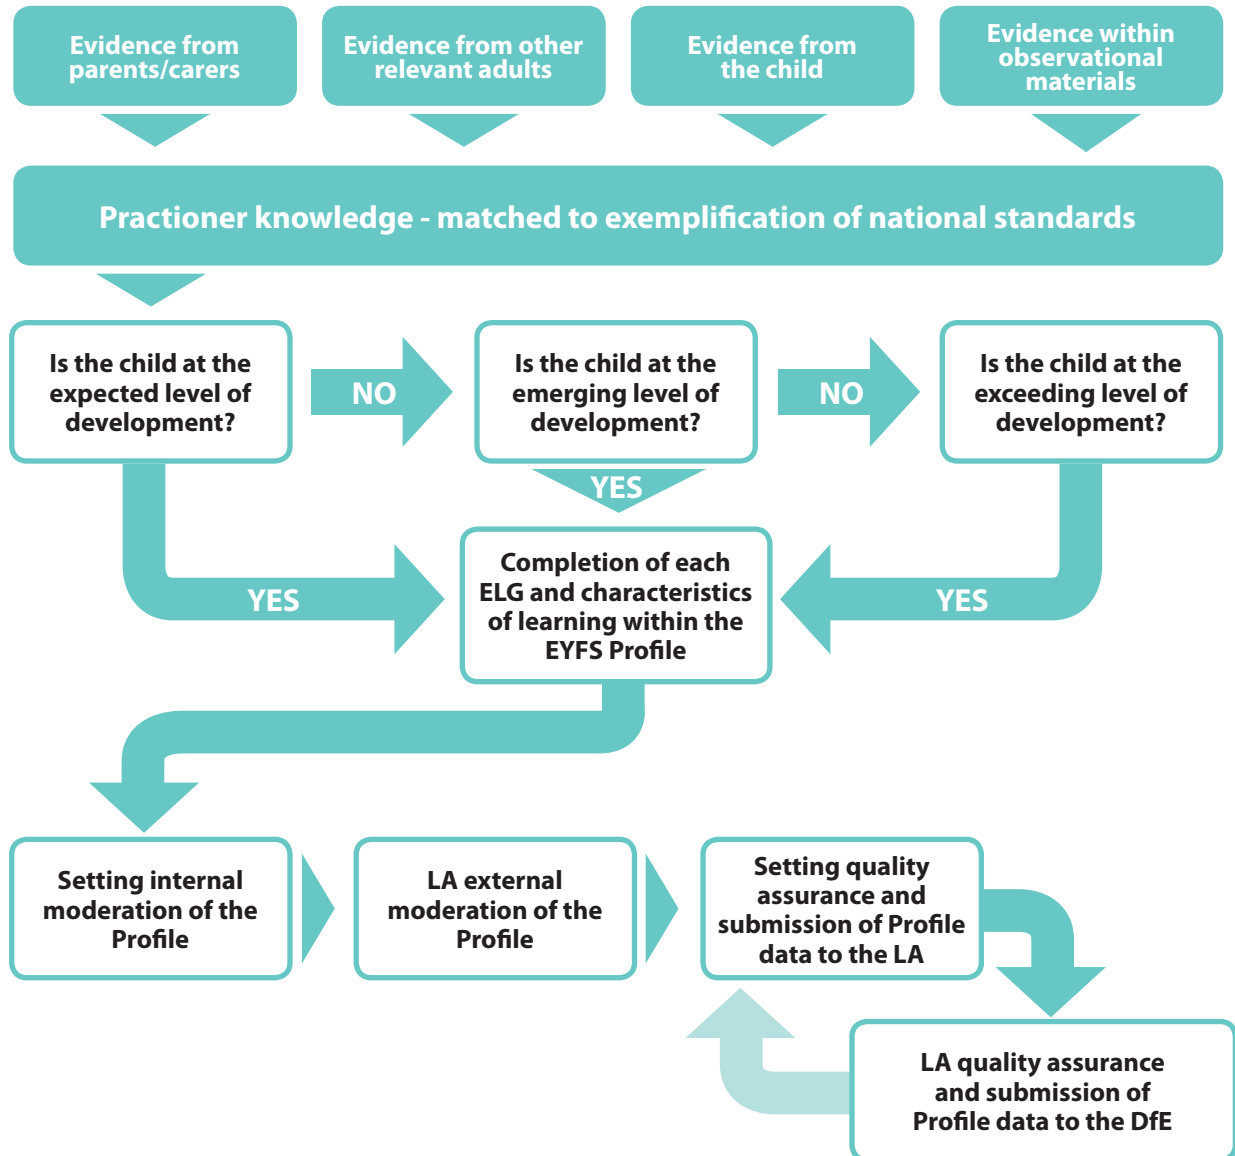 Evidence from
parents/carers
Evidence from other
relevant adults
Evidence from
the child
Evidence within
observational
materials
Practioner knowledge - matched to exemplification of national standards
Is the child at the
expected level of
development?
NO
Is the child at the
emerging level of
development?
NO
Is the child at the
exceeding level of
development?
YES
YES
YES
Completion of each
ELG and characteristics
of learning within the
EYFS Profile
Setting internal
moderation of the
Profile
LA external
moderation of the
Profile
Setting quality
assurance and
submission of Profile
data to the LA
LA quality assurance
and submission of
Profile data to the DfE